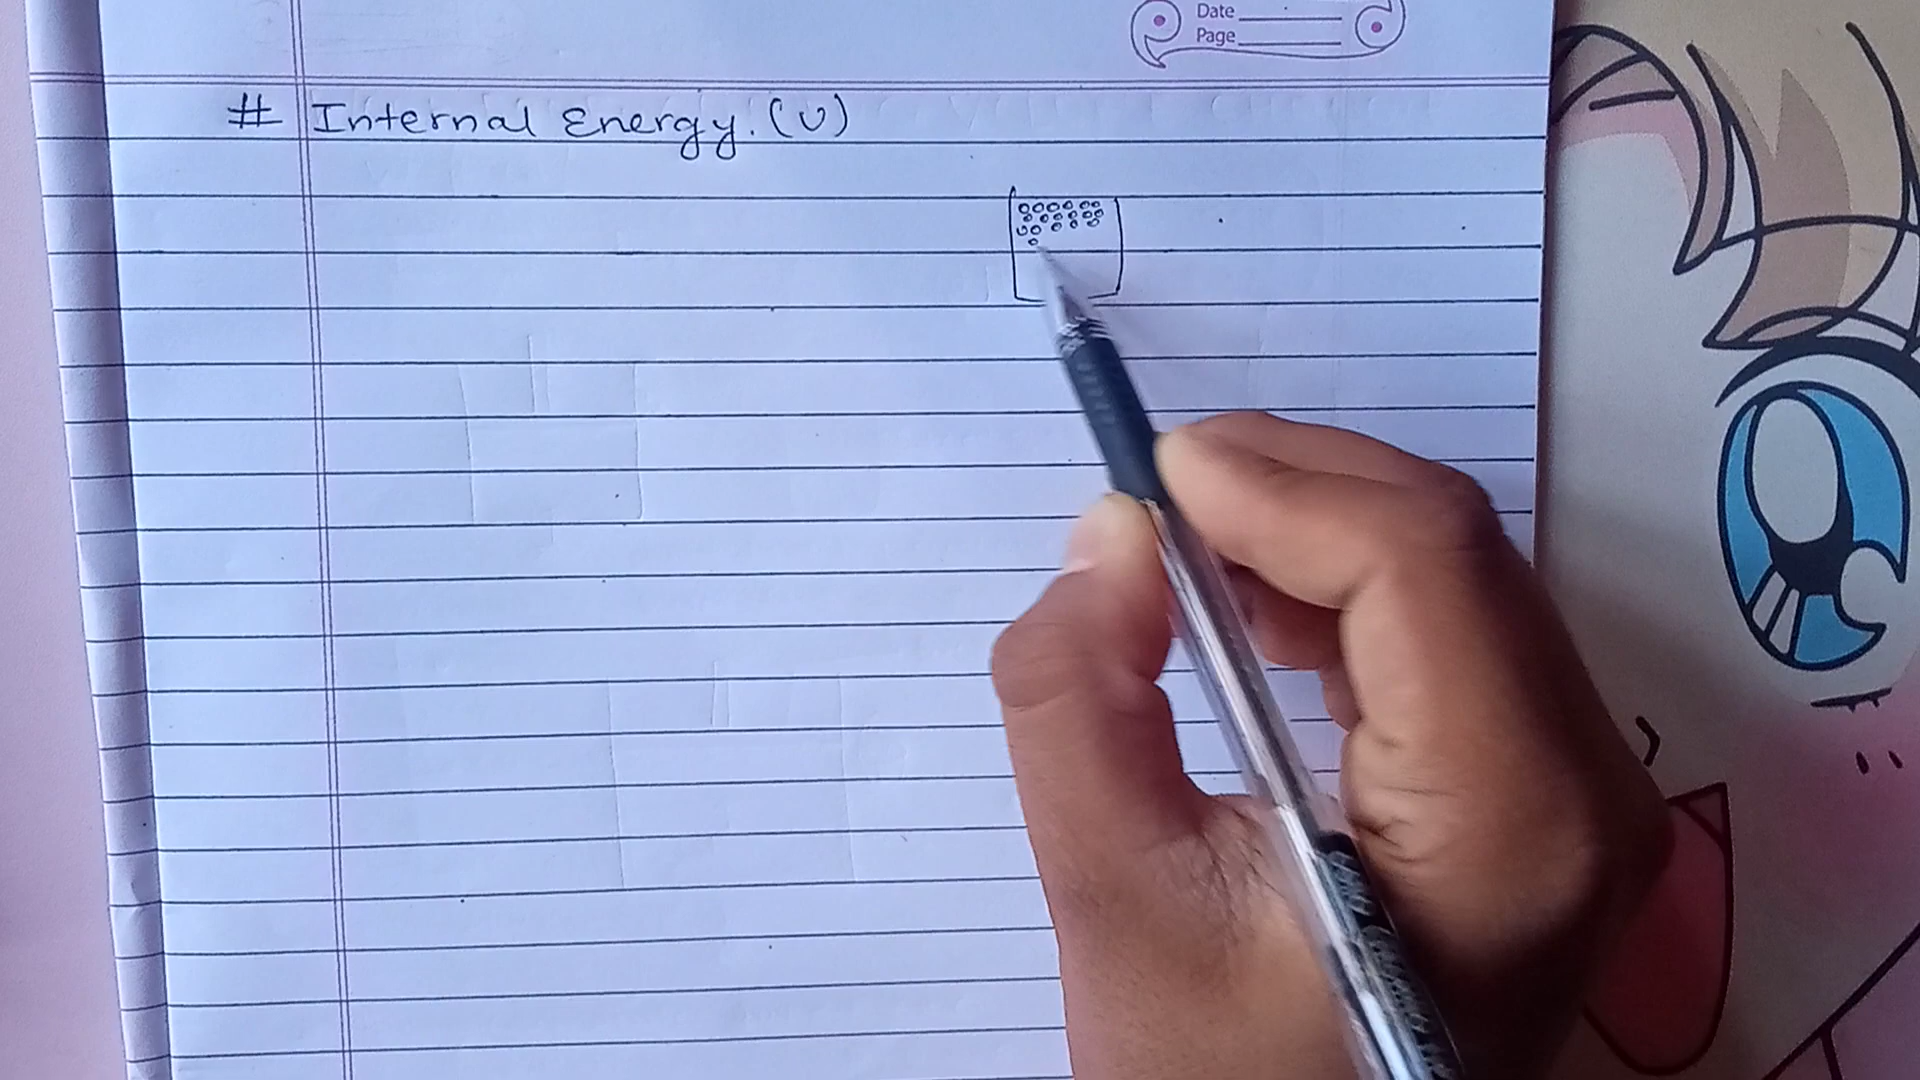 Date
Page
# Internal Energy. (U)